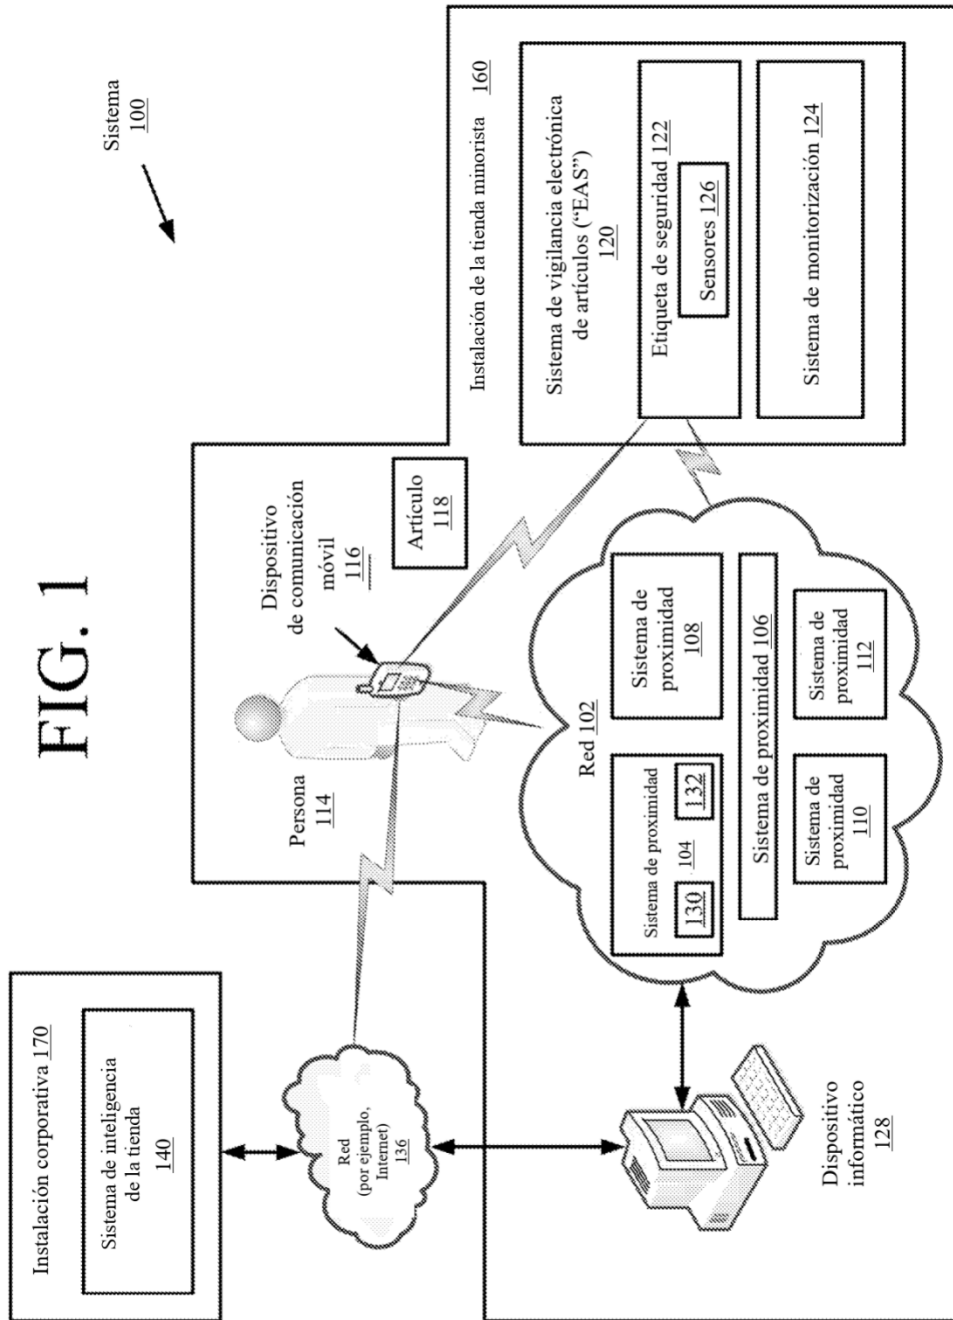 FIG. 1
Sistema
100
Instalación corporativa 170
Sistema de inteligencia
de la tienda
140
Red
(por ejemplo,
Internet)
136
Persona
114
Dispositivo
de comunicación
móvil
116
Artículo
118
Instalación de la tienda minorista 160
Sistema de vigilancia electrónica
de artículos (“EAS”)
120
Etiqueta de seguridad 122
Sensores 126
Sistema de monitorización 124
Red 102
Sistema de proximidad
104
130
132
Sistema de
proximidad
108
Sistema de proximidad 106
Sistema de
proximidad
110
Sistema de
proximidad
112
Dispositivo
informático
128